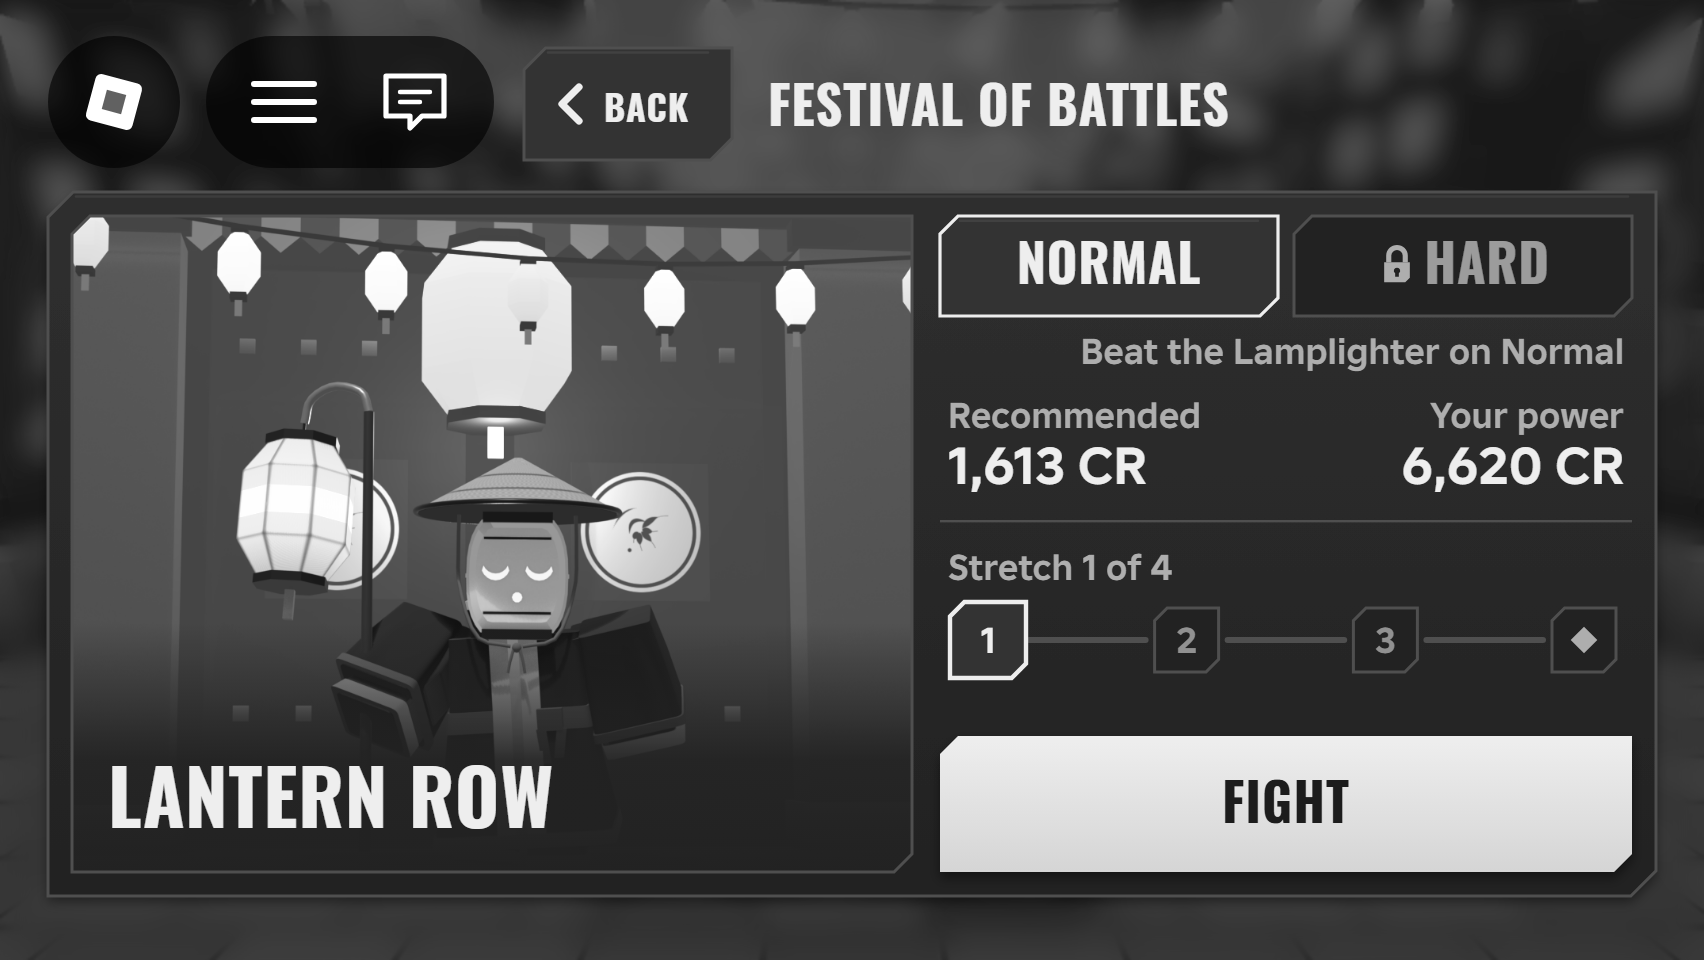 BACK
FESTIVAL OF BATTLES
NORMAL
HARD
Beat the Lamplighter on Normal
Recommended
Your power
1,613 CR
6,620 CR
Stretch 1 of 4
1
2
3
LANTERN ROW
FIGHT